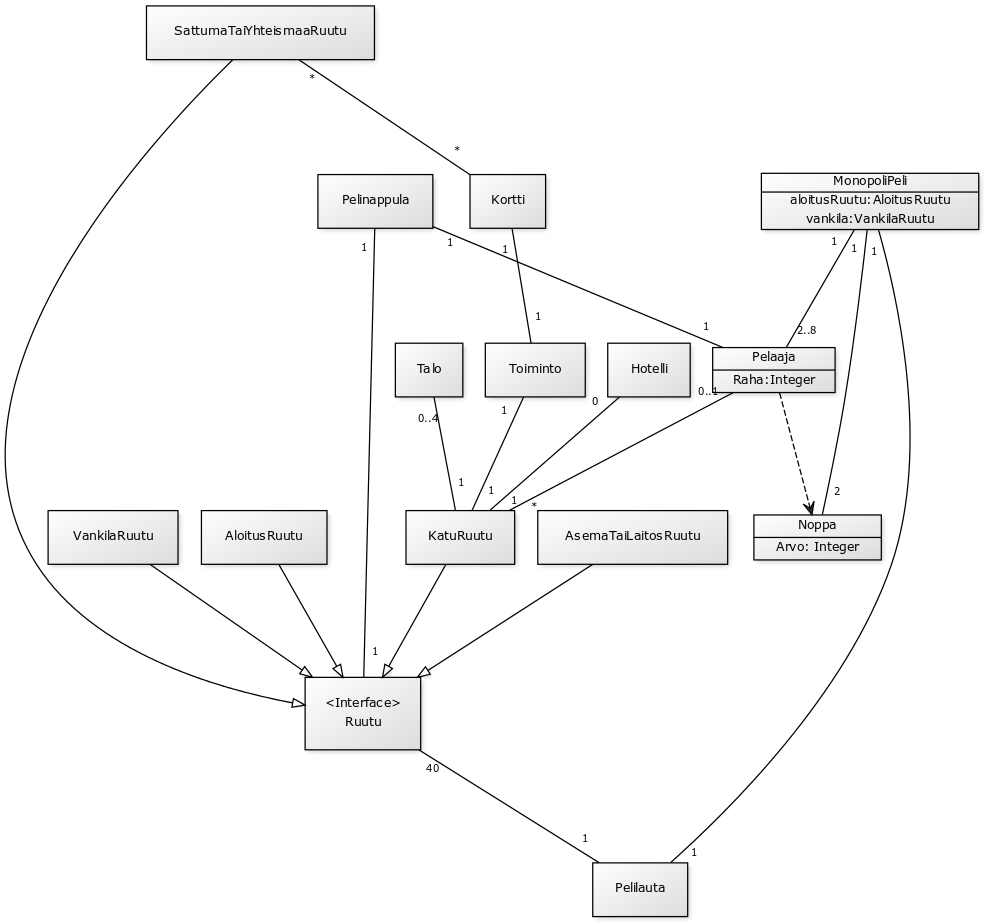 SattumaTaiYhteismaaRuutu
*
*
Pelinappula
Kortti
MonopoliPeli
aloitusRuutu:AloitusRuutu
vankila:VankilaRuutu
1
1
1
1
1
1
1
1
2..8
Talo
Toiminto
Hotelli
Pelaaja
Raha:Integer
0..4
1
0
0..1
1
1
1
*
2
VankilaRuutu
AloitusRuutu
KatuRuutu
AsemaTaiLaitosRuutu
Noppa
Arvo: Integer
1
<Interface>
Ruutu
40
1
1
Pelilauta